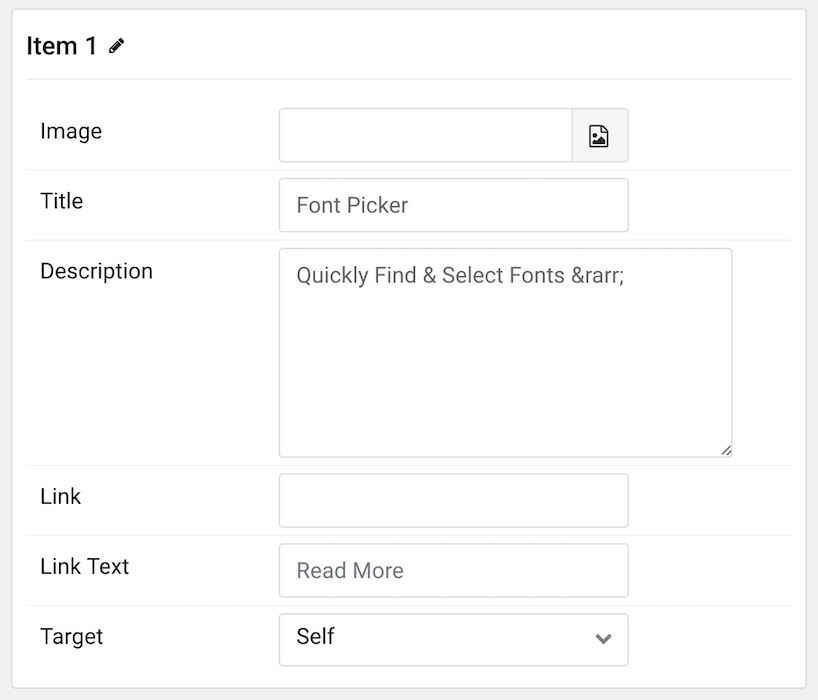 Item 1
Image
Title
Font Picker
Description
Quickly Find & Select Fonts &rarr;
Link
Link Text
Read More
Target
Self